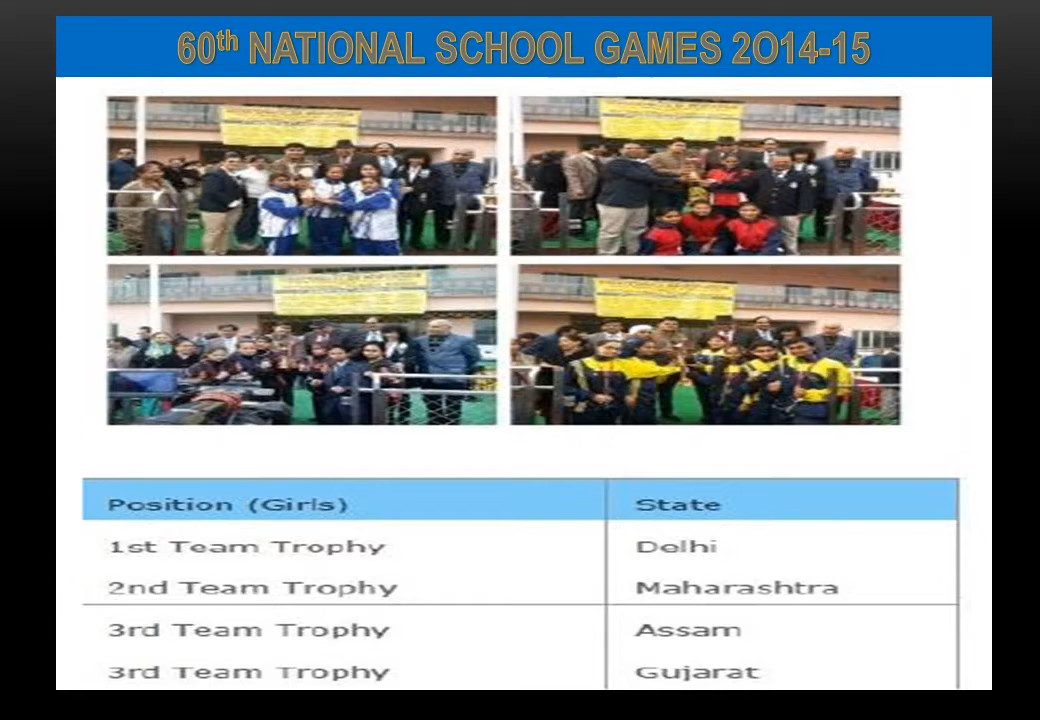 60th NATIONAL SCHOOL GAMES 2O14-15
Position (Girls) State
1st Team Trophy Delhi
2nd Team Trophy Maharashtra
3rd Team Trophy Assam
3rd Team Trophy Gujarat